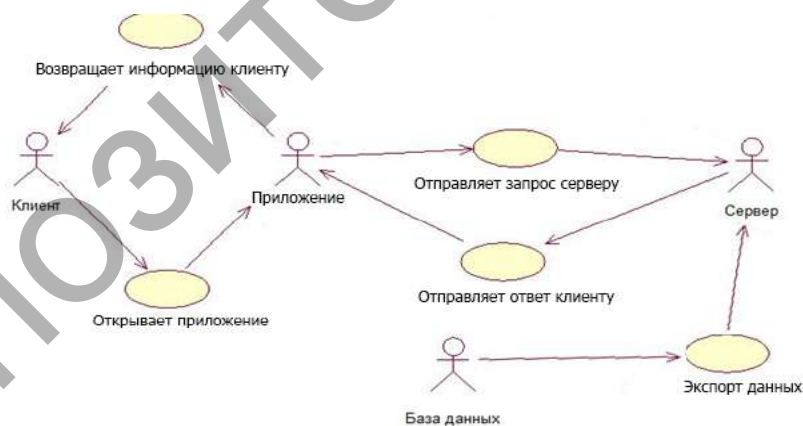 Возвращает информацию клиенту
Клиент
Приложение
Отправляет запрос серверу
Сервер
Открывает приложение
Отправляет ответ клиенту
Экспорт данных
База данных